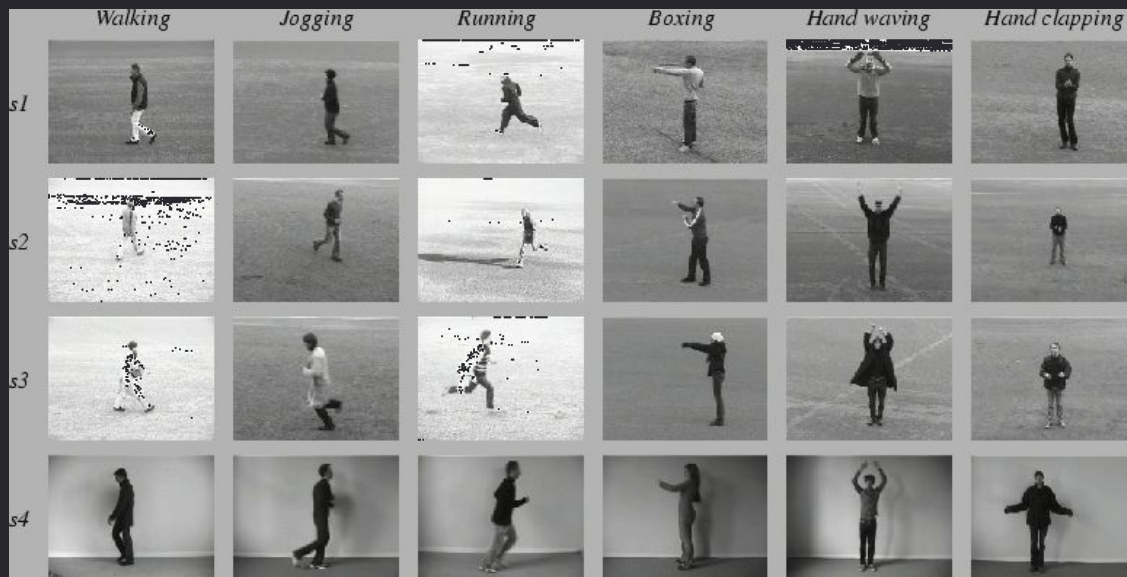 Walking Jogging Running Boxing Hand waving Hand clapping
s1
s2
s3
s4